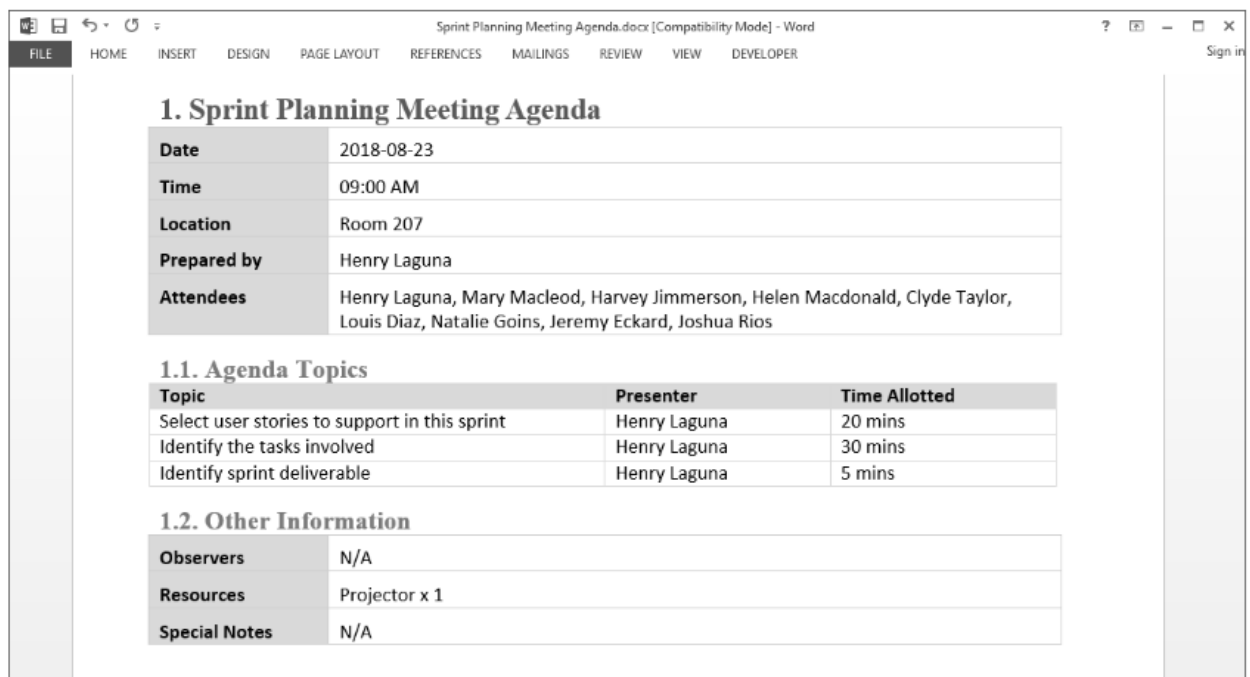 Sprint Planning Meeting Agenda.docx [Compatibility Mode] - Word
FILE HOME INSERT DESIGN PAGE LAYOUT REFERENCES MAILINGS REVIEW VIEW DEVELOPER Sign in
1. Sprint Planning Meeting Agenda
Date 2018-08-23
Time 09:00 AM
Location Room 207
Prepared by Henry Laguna
Attendees Henry Laguna, Mary Macleod, Harvey Jimmerson, Helen Macdonald, Clyde Taylor,
Louis Diaz, Natalie Goins, Jeremy Eckard, Joshua Rios
1.1. Agenda Topics
Topic Presenter Time Allotted
Select user stories to support in this sprint Henry Laguna 20 mins
Identify the tasks involved Henry Laguna 30 mins
Identify sprint deliverable Henry Laguna 5 mins
1.2. Other Information
Observers N/A
Resources Projector x 1
Special Notes N/A